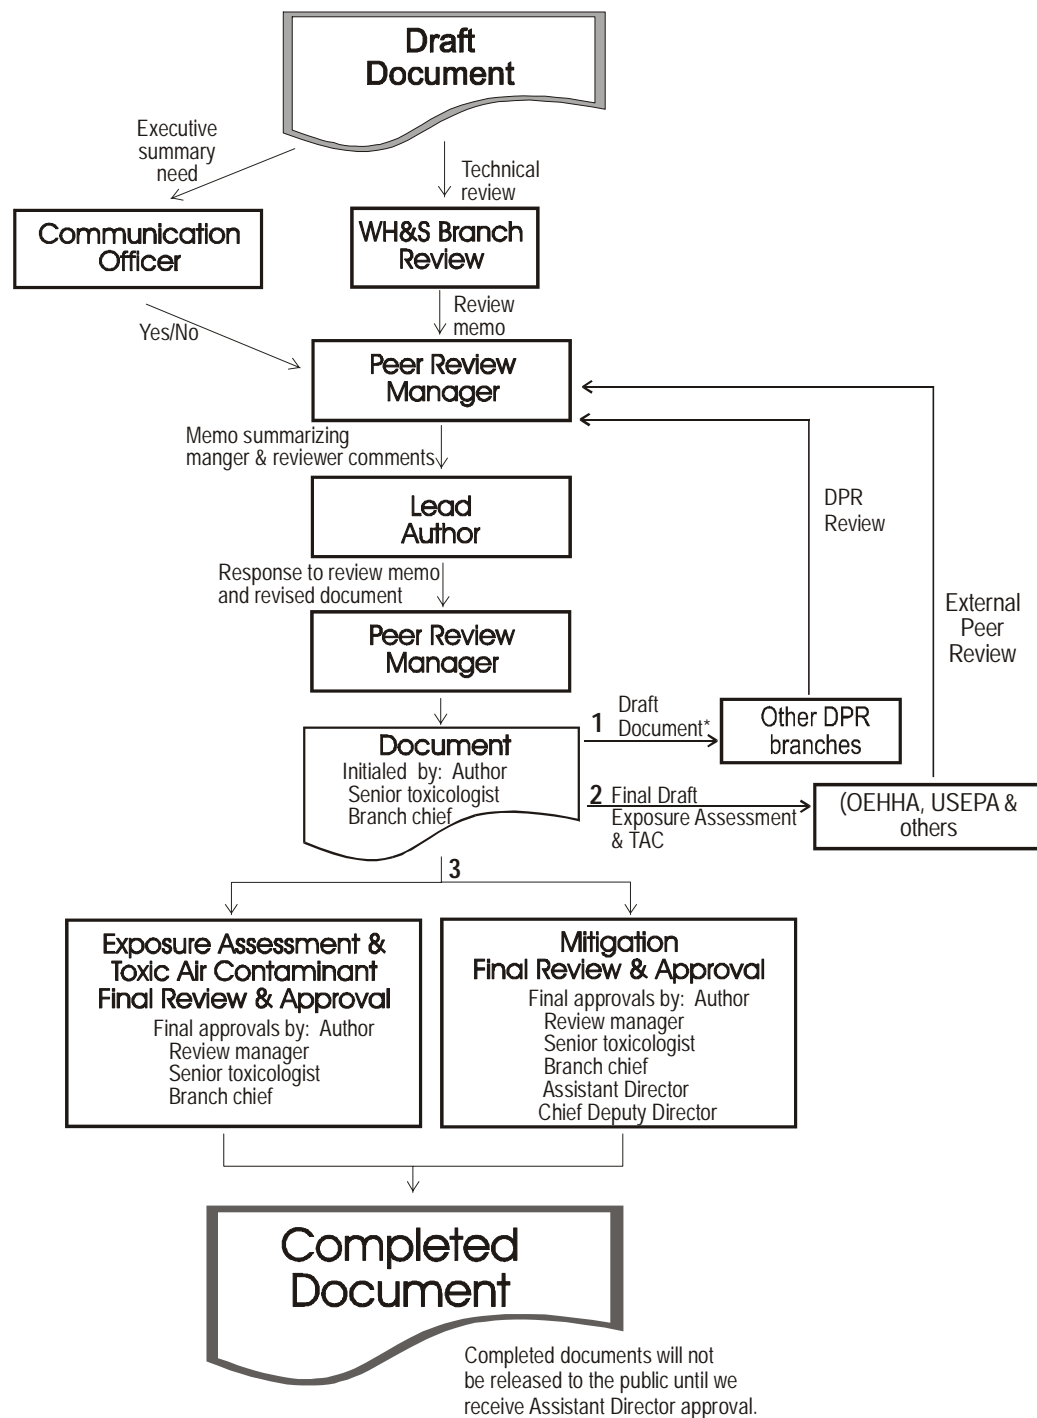 Draft
Document
Executive
summary
need
Technical
review
Communication
Officer
WH&S Branch
Review
Yes/No
Review
memo
Peer Review
Manager
Memo summarizing
manger & reviewer comments
Lead
Author
DPR
Review
Response to review memo
and revised document
External
Peer
Review
Peer Review
Manager
Document
Initialed by: Author
Senior toxicologist
Branch chief
1 Draft
Document*
Other DPR
branches
2 Final Draft
Exposure Assessment
& TAC
(OEHHA, USEPA &
others
3
Exposure Assessment &
Toxic Air Contaminant
Final Review & Approval
Final approvals by: Author
Review manager
Senior toxicologist
Branch chief
Mitigation
Final Review & Approval
Final approvals by: Author
Review manager
Senior toxicologist
Branch chief
Assistant Director
Chief Deputy Director
Completed
Document
Completed documents will not
be released to the public until we
receive Assistant Director approval.